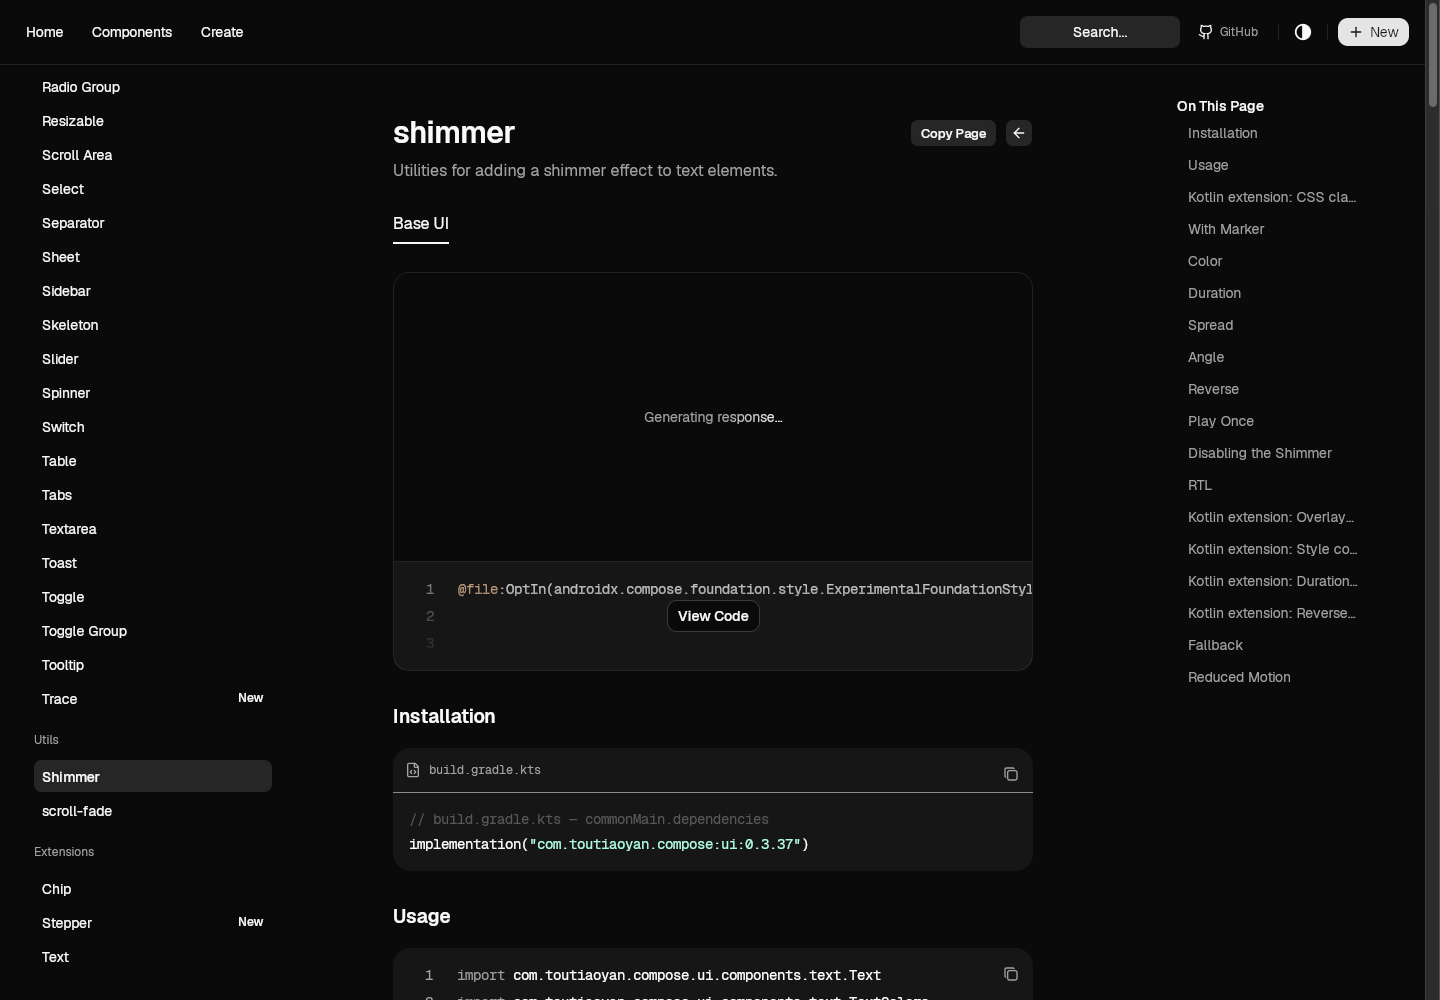 Home
Components
Create
Search...
GitHub
New
Radio Group
Resizable
Scroll Area
Select
Separator
Sheet
Sidebar
Skeleton
Slider
Spinner
Switch
Table
Tabs
Textarea
Toast
Toggle
Toggle Group
Tooltip
Trace New
Utils
Shimmer
scroll-fade
Extensions
Chip
Stepper New
Text
shimmer
Copy Page
Utilities for adding a shimmer effect to text elements.
Base UI
Generating response...
1 @file:OptIn(androidx.compose.foundation.style.ExperimentalFoundationStyl
2
View Code
3
Installation
build.gradle.kts
// build.gradle.kts — commonMain.dependencies
implementation("com.toutiaoyan.compose:ui:0.3.37")
Usage
1 import com.toutiaoyan.compose.ui.components.text.Text
On This Page
Installation
Usage
Kotlin extension: CSS cla...
With Marker
Color
Duration
Spread
Angle
Reverse
Play Once
Disabling the Shimmer
RTL
Kotlin extension: Overlay...
Kotlin extension: Style co...
Kotlin extension: Duration...
Kotlin extension: Reverse...
Fallback
Reduced Motion